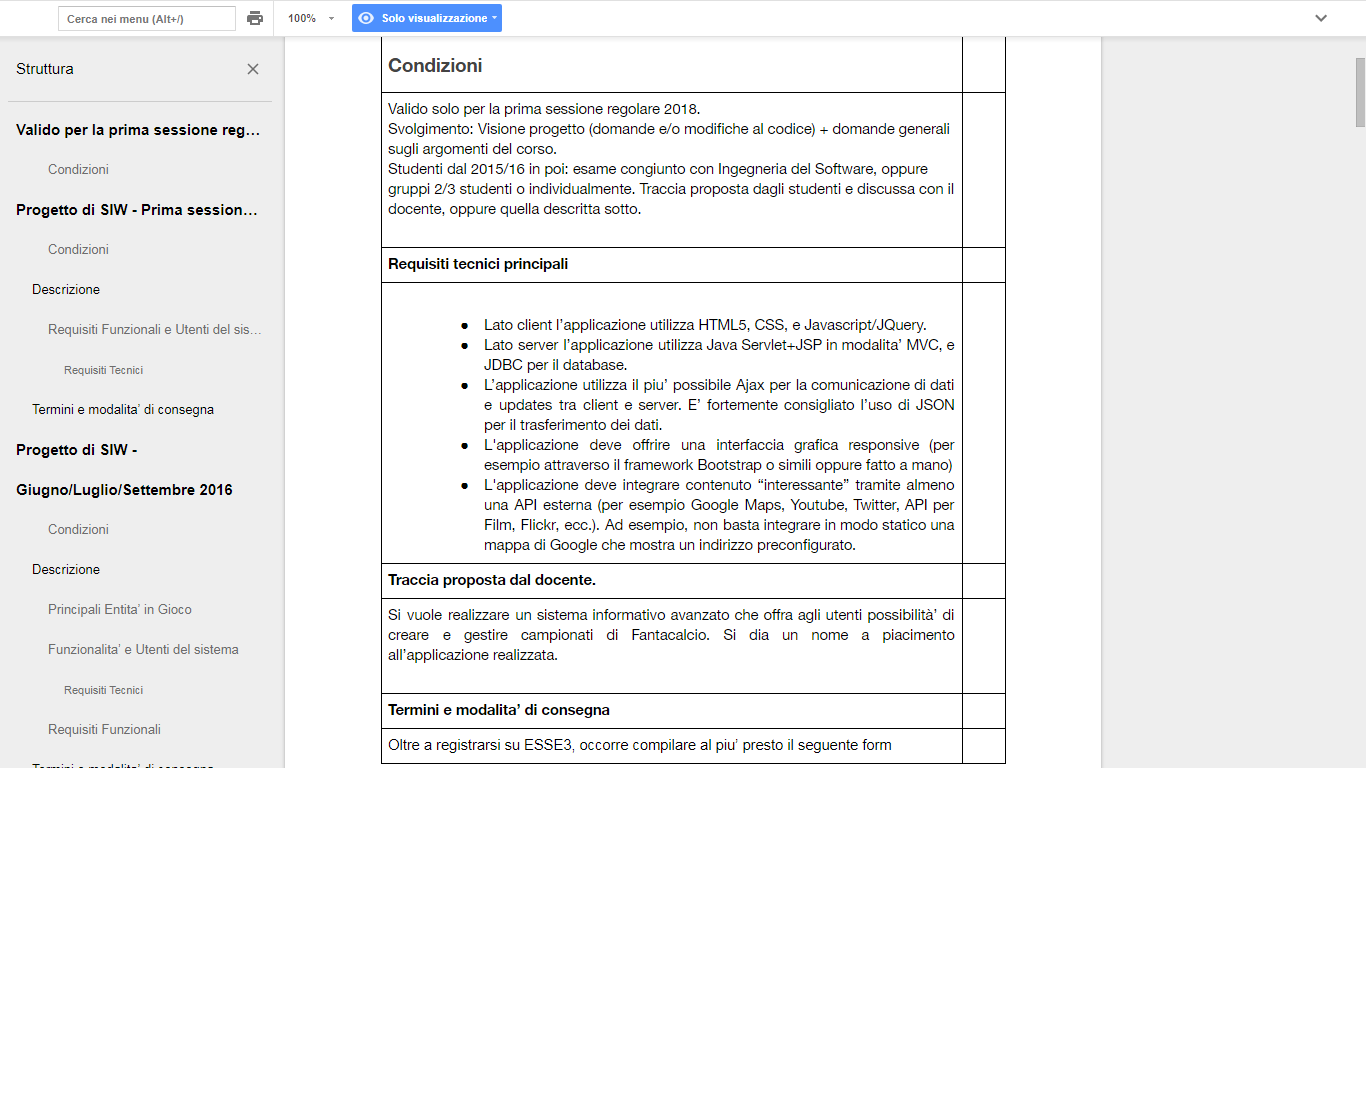 Cerca nei menu (Alt+/)
100%
Solo visualizzazione
Struttura
Valido per la prima sessione reg...
Condizioni
Progetto di SIW - Prima session...
Condizioni
Descrizione
Requisiti Funzionali e Utenti del sis...
Requisiti Tecnici
Termini e modalita' di consegna
Progetto di SIW -
Giugno/Luglio/Settembre 2016
Condizioni
Descrizione
Principali Entita' in Gioco
Funzionalita' e Utenti del sistema
Requisiti Tecnici
Requisiti Funzionali
Termini e modalita' di consegna
Condizioni
Valido solo per la prima sessione regolare 2018.
Svolgimento: Visione progetto (domande e/o modifiche al codice) + domande generali
sugli argomenti del corso.
Studenti dal 2015/16 in poi: esame congiunto con Ingegneria del Software, oppure
gruppi 2/3 studenti o individualmente. Traccia proposta dagli studenti e discussa con il
docente, oppure quella descritta sotto.
Requisiti tecnici principali
● Lato client l'applicazione utilizza HTML5, CSS, e Javascript/JQuery.
● Lato server l'applicazione utilizza Java Servlet+JSP in modalita' MVC, e
JDBC per il database.
● L'applicazione utilizza il piu' possibile Ajax per la comunicazione di dati
e updates tra client e server. E' fortemente consigliato l'uso di JSON
per il trasferimento dei dati.
● L'applicazione deve offrire una interfaccia grafica responsive (per
esempio attraverso il framework Bootstrap o simili oppure fatto a mano)
● L'applicazione deve integrare contenuto “interessante” tramite almeno
una API esterna (per esempio Google Maps, Youtube, Twitter, API per
Film, Flickr, ecc.). Ad esempio, non basta integrare in modo statico una
mappa di Google che mostra un indirizzo preconfigurato.
Traccia proposta dal docente.
Si vuole realizzare un sistema informativo avanzato che offra agli utenti possibilità' di
creare e gestire campionati di Fantacalcio. Si dia un nome a piacimento
all'applicazione realizzata.
Termini e modalita' di consegna
Oltre a registrarsi su ESSE3, occorre compilare al piu' presto il seguente form